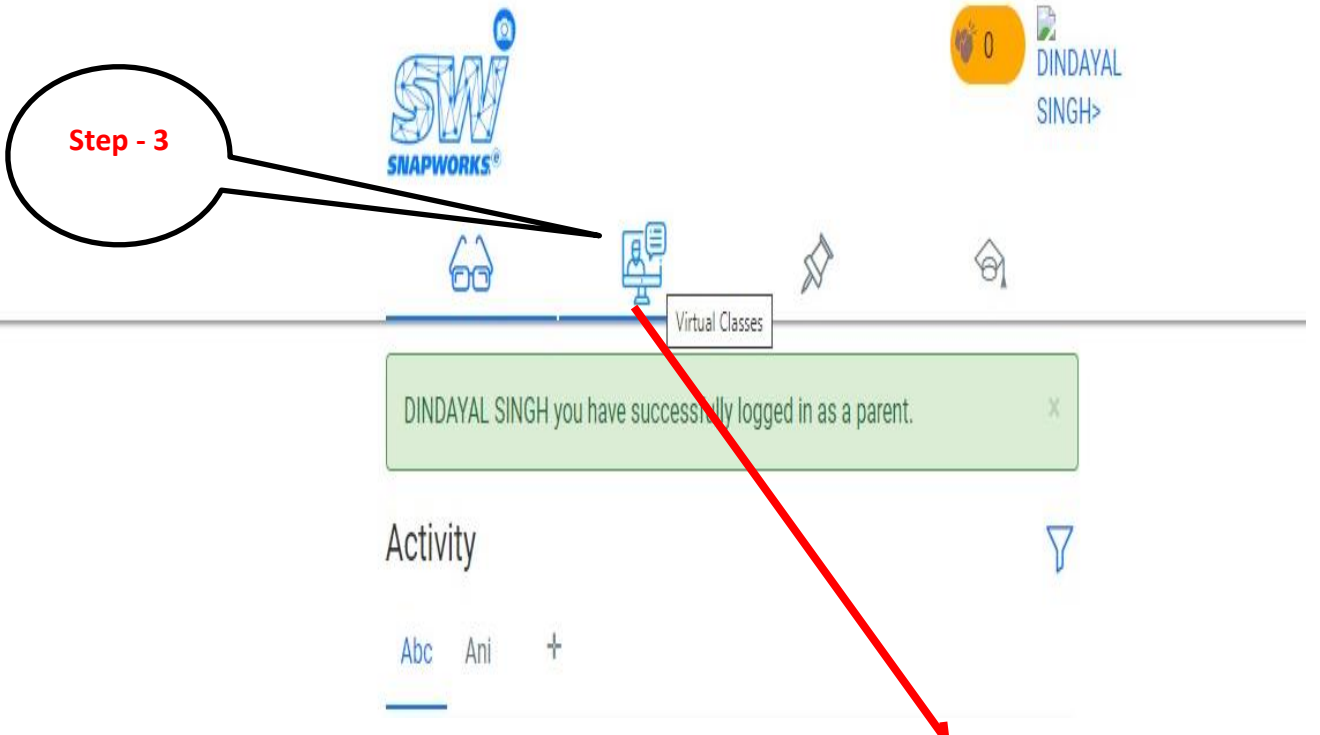 Step - 3
SW
SNAPWORKS®
0
DINDAYAL
SINGH>
Virtual Classes
DINDAYAL SINGH you have successfully logged in as a parent.
x
Activity
Abc Ani +